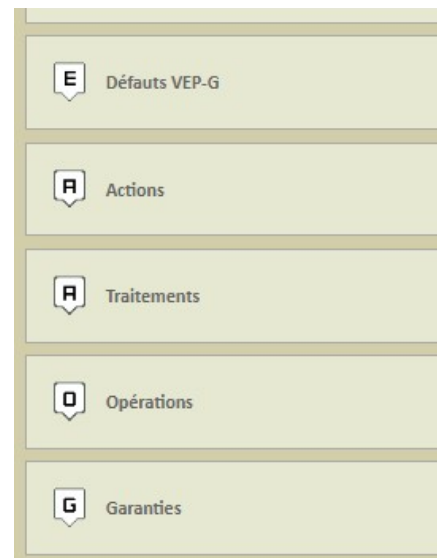 E Défauts VEP-G
A Actions
A Traitements
O Opérations
G Garanties